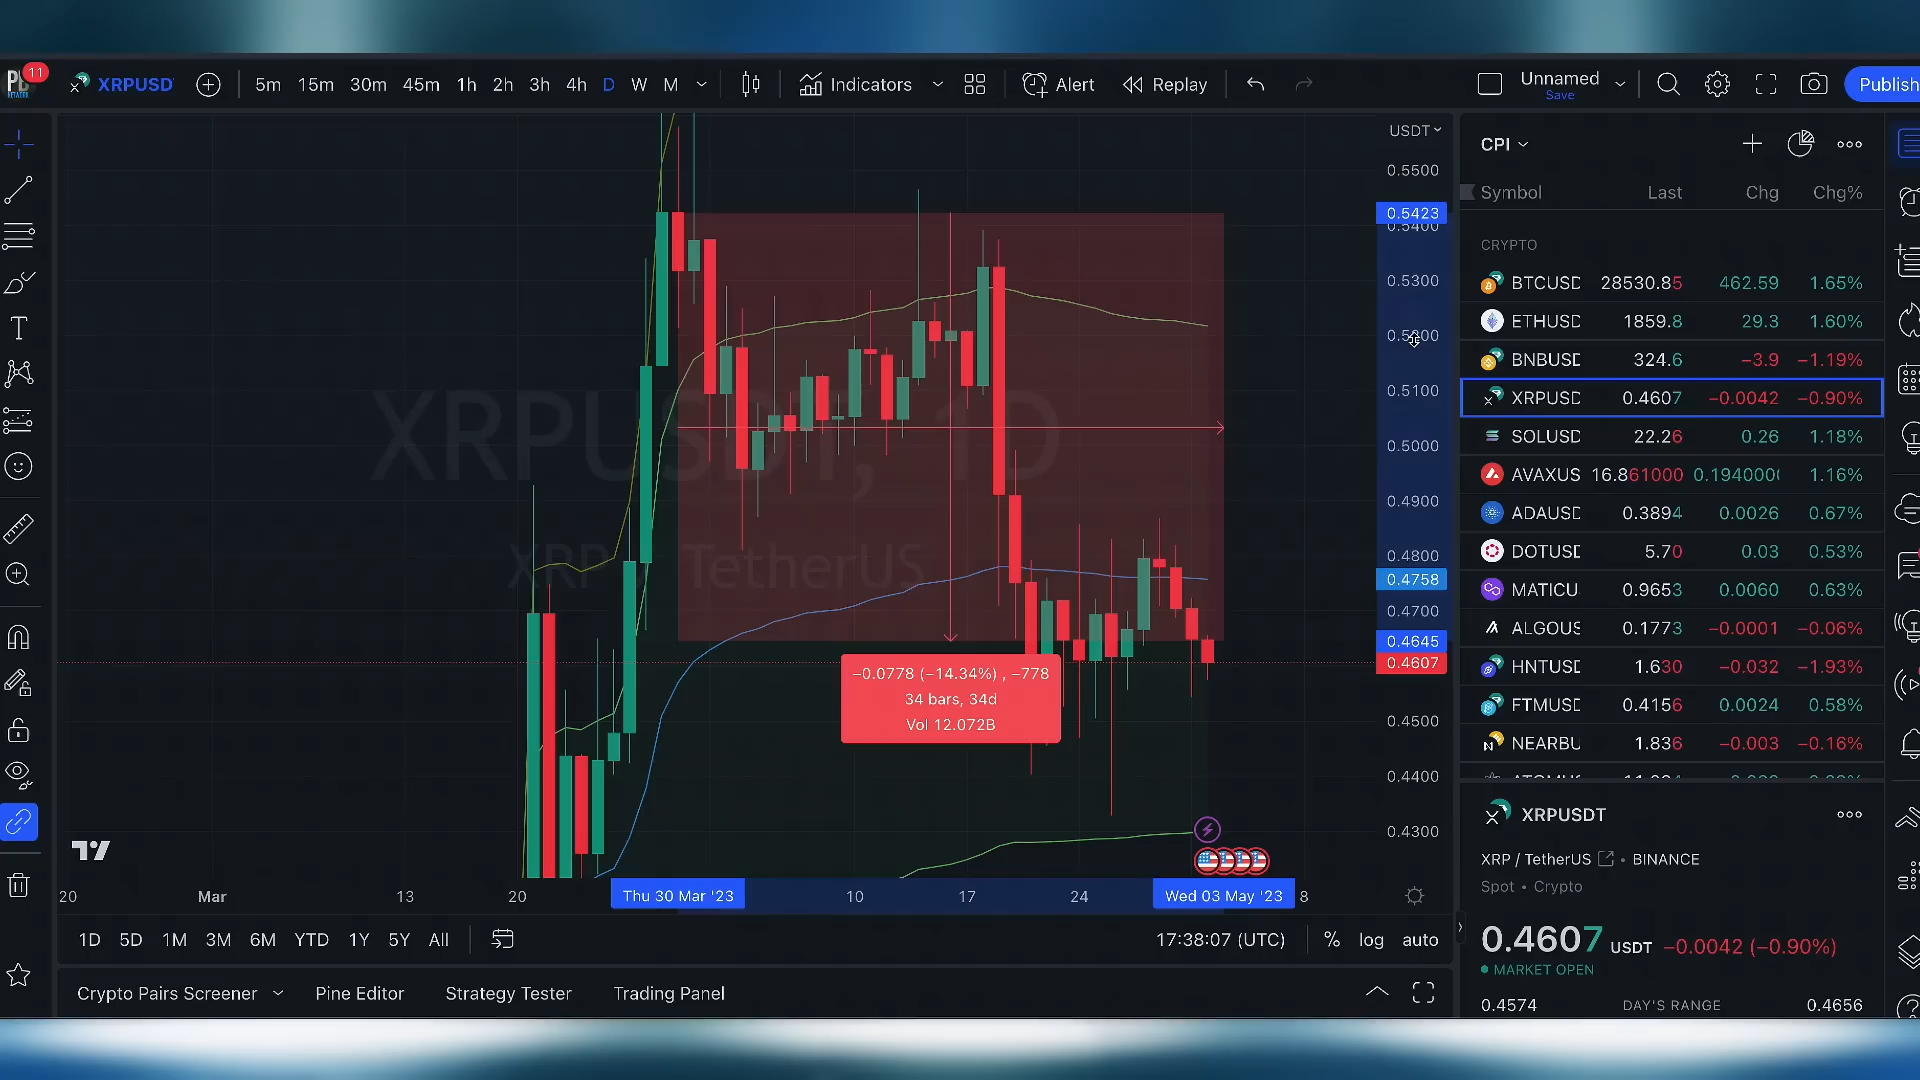 PB
NETWORK
11
XRPUSD
5m 15m 30m 45m 1h 2h 3h 4h D W M
Indicators
Alert
Replay
Unnamed
Save
Publish
USDT
0.5500
0.5423
0.5400
0.5300
0.5200
0.5100
0.5000
0.4900
0.4800
0.4758
0.4700
0.4645
0.4607
0.4500
0.4400
0.4300
XRPUSDT, 1D
XRP / TetherUS
−0.0778 (−14.34%) , −778
34 bars, 34d
Vol 12.072B
20 Mar 13 20 Thu 30 Mar '23 10 17 24 Wed 03 May '23 8
1D 5D 1M 3M 6M YTD 1Y 5Y All
17:38:07 (UTC) % log auto
Crypto Pairs Screener Pine Editor Strategy Tester Trading Panel
CPI
Symbol Last Chg Chg%
CRYPTO
BTCUSD 28530.85 462.59 1.65%
ETHUSD 1859.8 29.3 1.60%
BNBUSD 324.6 −3.9 −1.19%
XRPUSD 0.4607 −0.0042 −0.90%
SOLUSD 22.26 0.26 1.18%
AVAXUS 16.861000 0.1940000 1.16%
ADAUSD 0.3894 0.0026 0.67%
DOTUSD 5.70 0.03 0.53%
MATICU 0.9653 0.0060 0.63%
ALGOUS 0.1773 −0.0001 −0.06%
HNTUSD 1.630 −0.032 −1.93%
FTMUSD 0.4156 0.0024 0.58%
NEARBU 1.836 −0.003 −0.16%
XRPUSDT
XRP / TetherUS • BINANCE
Spot • Crypto
0.4607 USDT −0.0042 (−0.90%)
MARKET OPEN
0.4574 DAY'S RANGE 0.4656